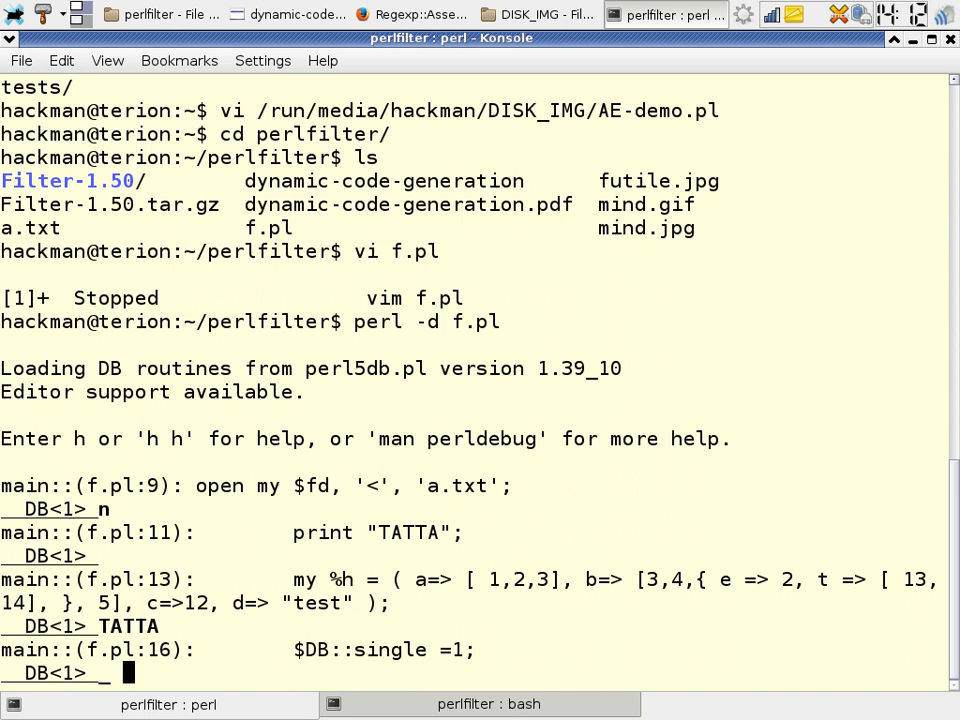 perlfilter - File ...
dynamic-code...
Regexp::Asse...
DISK_IMG - Fil...
perlfilter : perl ...
14:12
perlfilter : perl - Konsole
File Edit View Bookmarks Settings Help
tests/
hackman@terion:~$ vi /run/media/hackman/DISK_IMG/AE-demo.pl
hackman@terion:~$ cd perlfilter/
hackman@terion:~/perlfilter$ ls
Filter-1.50/        dynamic-code-generation      futile.jpg
Filter-1.50.tar.gz  dynamic-code-generation.pdf  mind.gif
a.txt               f.pl                         mind.jpg
hackman@terion:~/perlfilter$ vi f.pl
[1]+  Stopped                 vim f.pl
hackman@terion:~/perlfilter$ perl -d f.pl
Loading DB routines from perl5db.pl version 1.39_10
Editor support available.
Enter h or 'h h' for help, or 'man perldebug' for more help.
main::(f.pl:9): open my $fd, '<', 'a.txt';
  DB<1> n
main::(f.pl:11):        print "TATTA";
  DB<1>
main::(f.pl:13):        my %h = ( a=> [ 1,2,3], b=> [3,4,{ e => 2, t => [ 13,
14], }, 5], c=>12, d=> "test" );
  DB<1> TATTA
main::(f.pl:16):        $DB::single =1;
  DB<1> _
perlfilter : perl
perlfilter : bash